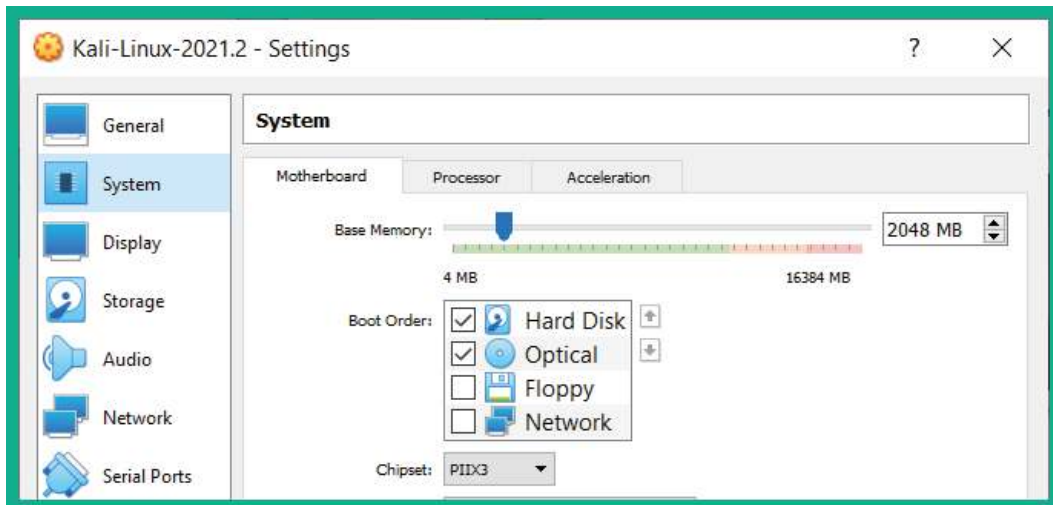 Kali-Linux-2021.2 - Settings
?
General
System
Display
Storage
Audio
Network
Serial Ports
System
Motherboard Processor Acceleration
Base Memory: 2048 MB
4 MB 16384 MB
Boot Order: Hard Disk
Optical
Floppy
Network
Chipset: PIIX3